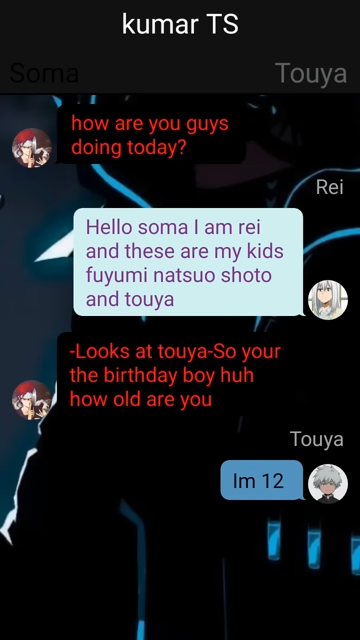 kumar TS
Soma
Touya
how are you guys
doing today?
Rei
Hello soma I am rei
and these are my kids
fuyumi natsuo shoto
and touya
-Looks at touya-So your
the birthday boy huh
how old are you
Touya
Im 12